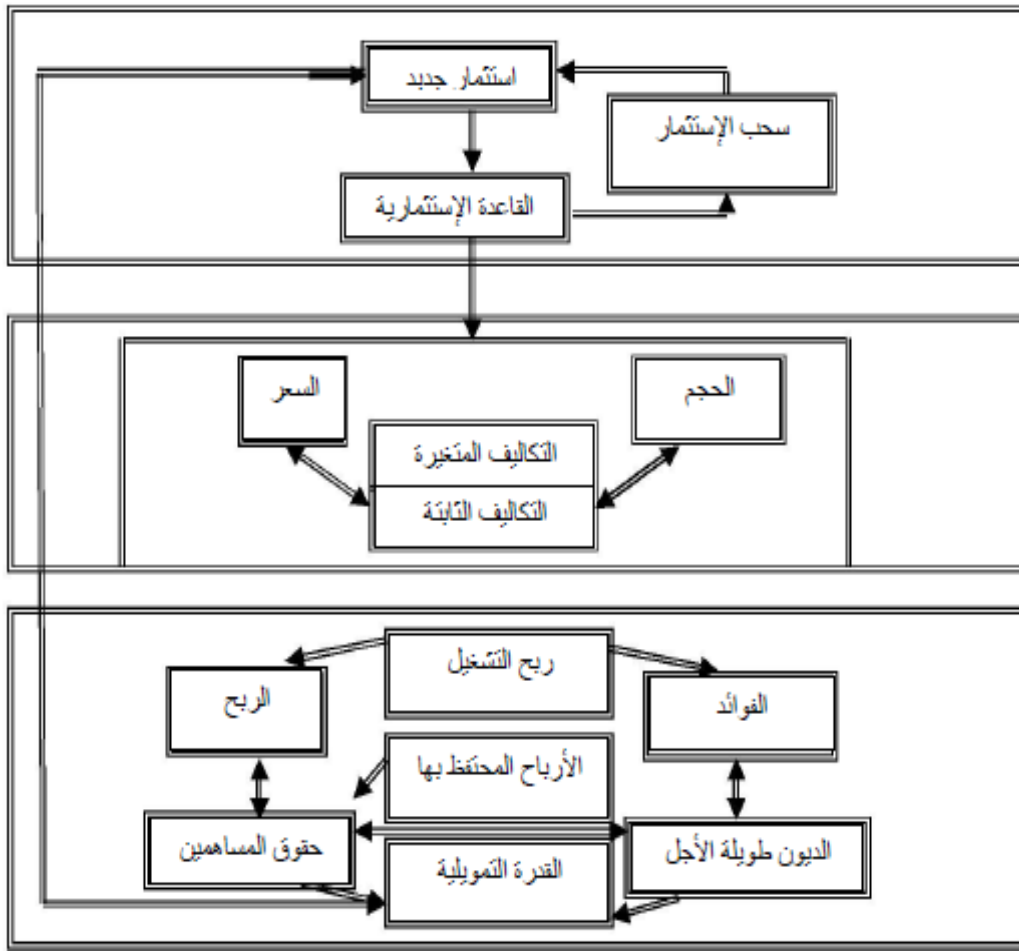 استثمار جديد
سحب الإستثمار
القاعدة الإستثمارية
الحجم
السعر
التكاليف المتغيرة
التكاليف الثابتة
ربح التشغيل
الفوائد
الربح
الأرباح المحتفظ بها
الديون طويلة الأجل
حقوق المساهمين
القدرة التمويلية